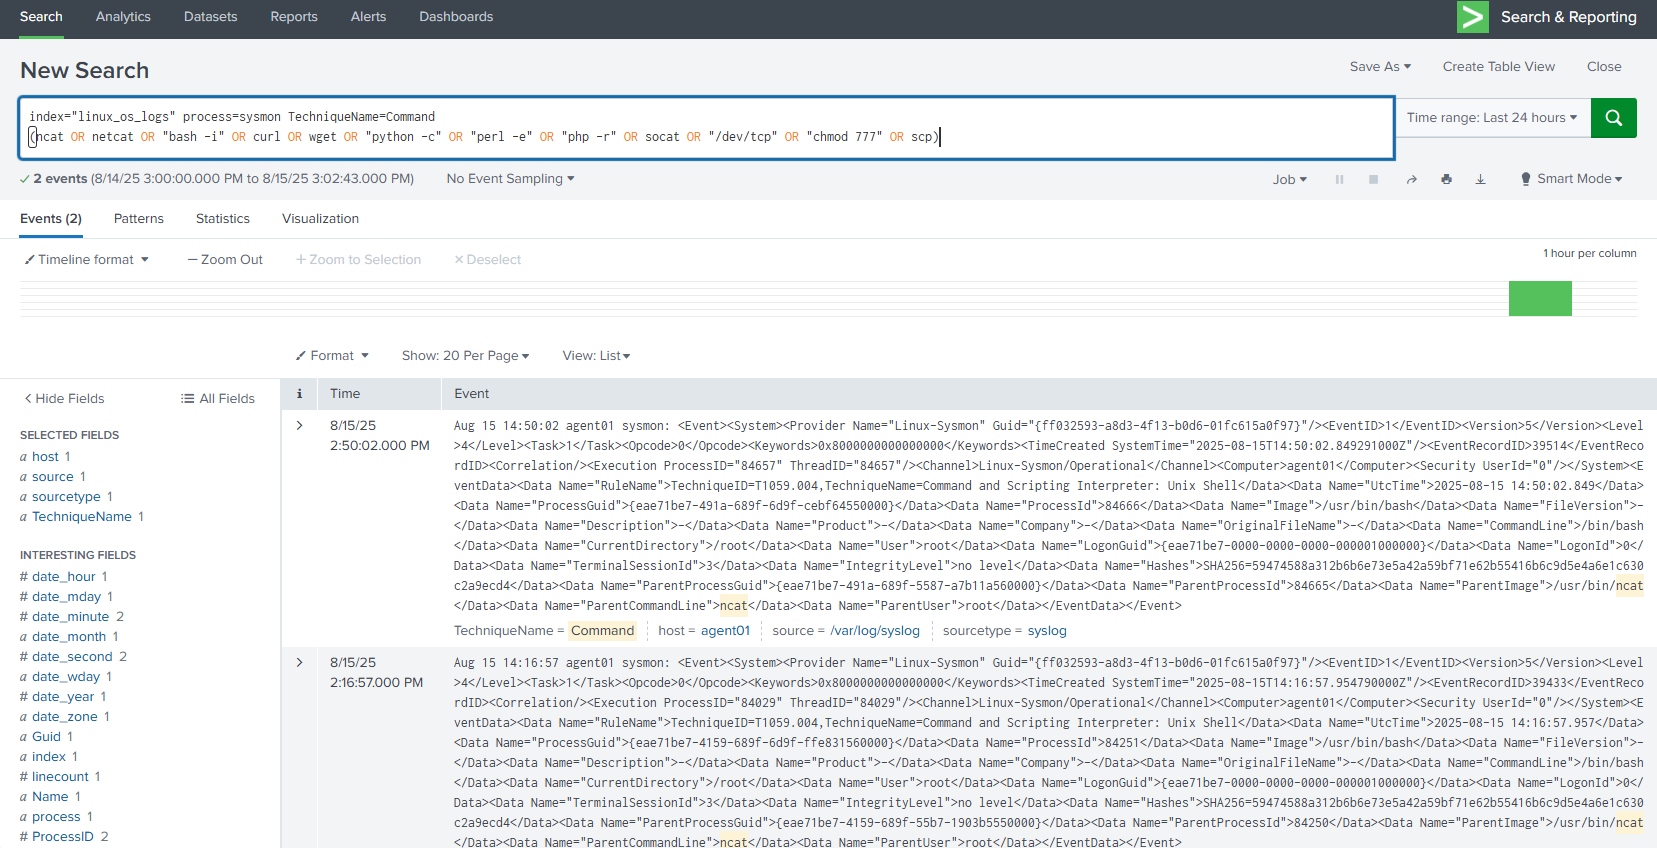 Search Analytics Datasets Reports Alerts Dashboards > Search & Reporting
New Search
Save As Create Table View Close
index="linux_os_logs" process=sysmon TechniqueName=Command
(ncat OR netcat OR "bash -i" OR curl OR wget OR "python -c" OR "perl -e" OR "php -r" OR socat OR "/dev/tcp" OR "chmod 777" OR scp)
Time range: Last 24 hours
2 events (8/14/25 3:00:00.000 PM to 8/15/25 3:02:43.000 PM) No Event Sampling Job Smart Mode
Events (2) Patterns Statistics Visualization
Timeline format — Zoom Out + Zoom to Selection × Deselect
1 hour per column
Format Show: 20 Per Page View: List
< Hide Fields All Fields
SELECTED FIELDS
a host 1
a source 1
a sourcetype 1
a TechniqueName 1
INTERESTING FIELDS
# date_hour 1
# date_mday 1
# date_minute 2
a date_month 1
# date_second 2
a date_wday 1
# date_year 1
a date_zone 1
a Guid 1
a index 1
# linecount 1
a Name 1
a process 1
# ProcessID 2
i Time Event
> 8/15/25
2:50:02.000 PM
Aug 15 14:50:02 agent01 sysmon: <Event><System><Provider Name="Linux-Sysmon" Guid="{ff032593-a8d3-4f13-b0d6-01fc615a0f97}"/><EventID>1</EventID><Version>5</Version><Level
>4</Level><Task>1</Task><Opcode>0</Opcode><Keywords>0x8000000000000000</Keywords><TimeCreated SystemTime="2025-08-15T14:50:02.849291000Z"/><EventRecordID>39514</EventReco
rdID><Correlation/><Execution ProcessID="84657" ThreadID="84657"/><Channel>Linux-Sysmon/Operational</Channel><Computer>agent01</Computer><Security UserId="0"/></System><E
ventData><Data Name="RuleName">TechniqueID=T1059.004,TechniqueName=Command and Scripting Interpreter: Unix Shell</Data><Data Name="UtcTime">2025-08-15 14:50:02.849</Data>
<Data Name="ProcessGuid">{eae71be7-491a-689f-6d9f-cebf64550000}</Data><Data Name="ProcessId">84666</Data><Data Name="Image">/usr/bin/bash</Data><Data Name="FileVersion">-
</Data><Data Name="Description">-</Data><Data Name="Product">-</Data><Data Name="Company">-</Data><Data Name="OriginalFileName">-</Data><Data Name="CommandLine">/bin/bash
</Data><Data Name="CurrentDirectory">/root</Data><Data Name="User">root</Data><Data Name="LogonGuid">{eae71be7-0000-0000-0000-000001000000}</Data><Data Name="LogonId">0</
Data><Data Name="TerminalSessionId">3</Data><Data Name="IntegrityLevel">no level</Data><Data Name="Hashes">SHA256=59474588a312b6b6e73e5a42a59bf71e62b55416b6c9d5e4a6e1c630
c2a9ecd4</Data><Data Name="ParentProcessGuid">{eae71be7-491a-689f-5587-a7b11a560000}</Data><Data Name="ParentProcessId">84665</Data><Data Name="ParentImage">/usr/bin/ncat
</Data><Data Name="ParentCommandLine">ncat</Data><Data Name="ParentUser">root</Data></EventData></Event>
TechniqueName = Command host = agent01 source = /var/log/syslog sourcetype = syslog
> 8/15/25
2:16:57.000 PM
Aug 15 14:16:57 agent01 sysmon: <Event><System><Provider Name="Linux-Sysmon" Guid="{ff032593-a8d3-4f13-b0d6-01fc615a0f97}"/><EventID>1</EventID><Version>5</Version><Level
>4</Level><Task>1</Task><Opcode>0</Opcode><Keywords>0x8000000000000000</Keywords><TimeCreated SystemTime="2025-08-15T14:16:57.954790000Z"/><EventRecordID>39433</EventReco
rdID><Correlation/><Execution ProcessID="84029" ThreadID="84029"/><Channel>Linux-Sysmon/Operational</Channel><Computer>agent01</Computer><Security UserId="0"/></System><E
ventData><Data Name="RuleName">TechniqueID=T1059.004,TechniqueName=Command and Scripting Interpreter: Unix Shell</Data><Data Name="UtcTime">2025-08-15 14:16:57.957</Data>
<Data Name="ProcessGuid">{eae71be7-4159-689f-6d9f-ffe831560000}</Data><Data Name="ProcessId">84251</Data><Data Name="Image">/usr/bin/bash</Data><Data Name="FileVersion">-
</Data><Data Name="Description">-</Data><Data Name="Product">-</Data><Data Name="Company">-</Data><Data Name="OriginalFileName">-</Data><Data Name="CommandLine">/bin/bash
</Data><Data Name="CurrentDirectory">/root</Data><Data Name="User">root</Data><Data Name="LogonGuid">{eae71be7-0000-0000-0000-000001000000}</Data><Data Name="LogonId">0</
Data><Data Name="TerminalSessionId">3</Data><Data Name="IntegrityLevel">no level</Data><Data Name="Hashes">SHA256=59474588a312b6b6e73e5a42a59bf71e62b55416b6c9d5e4a6e1c630
c2a9ecd4</Data><Data Name="ParentProcessGuid">{eae71be7-4159-689f-55b7-1903b5550000}</Data><Data Name="ParentProcessId">84250</Data><Data Name="ParentImage">/usr/bin/ncat
</Data><Data Name="ParentCommandLine">ncat</Data><Data Name="ParentUser">root</Data></EventData></Event>